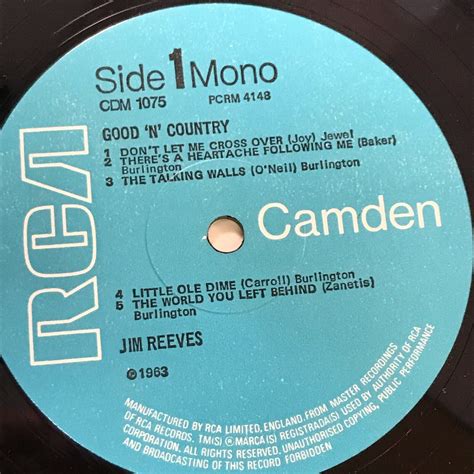 RCA
Side 1 Mono
CDM 1075 PCRM 4148
GOOD 'N' COUNTRY
1 DON'T LET ME CROSS OVER (Joy) Jewel
2 THERE'S A HEARTACHE FOLLOWING ME (Baker)
Burlington
3 THE TALKING WALLS (O'Neil) Burlington
Camden
4 LITTLE OLE DIME (Carroll) Burlington
5 THE WORLD YOU LEFT BEHIND (Zanetis)
Burlington
JIM REEVES
℗1963
MANUFACTURED BY RCA LIMITED, ENGLAND, FROM MASTER RECORDINGS
OF RCA RECORDS. TM(S) ® MARCA(S) REGISTRADA(S) USED BY AUTHORITY OF RCA
CORPORATION. ALL RIGHTS RESERVED. UNAUTHORISED COPYING, PUBLIC PERFORMANCE
AND BROADCASTING OF THIS RECORD FORBIDDEN